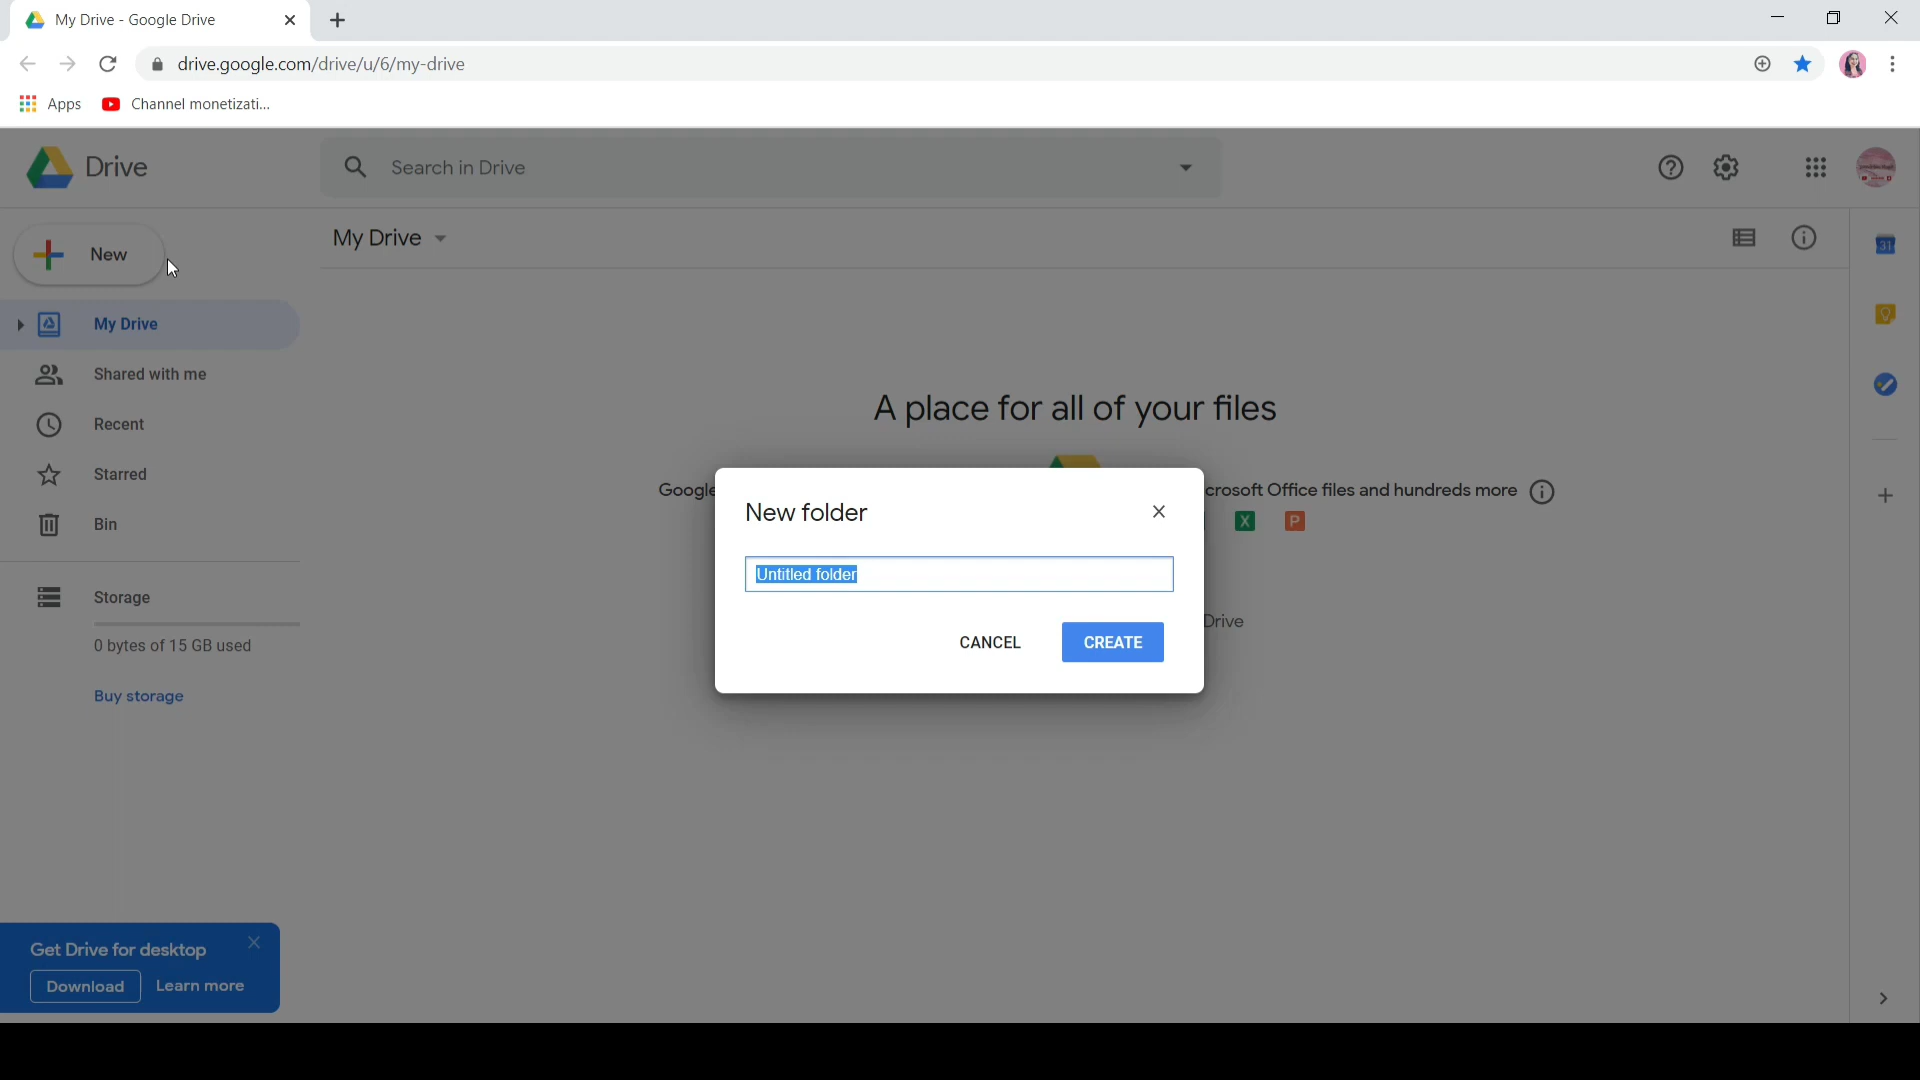 My Drive - Google Drive
drive.google.com/drive/u/6/my-drive
Apps
Channel monetizati...
Drive
Search in Drive
New
My Drive
31
My Drive
Shared with me
Recent
Starred
Bin
Storage
0 bytes of 15 GB used
Buy storage
A place for all of your files
Google
crosoft Office files and hundreds more
X
P
New folder
Untitled folder
Drive
CANCEL
CREATE
Get Drive for desktop
Download
Learn more